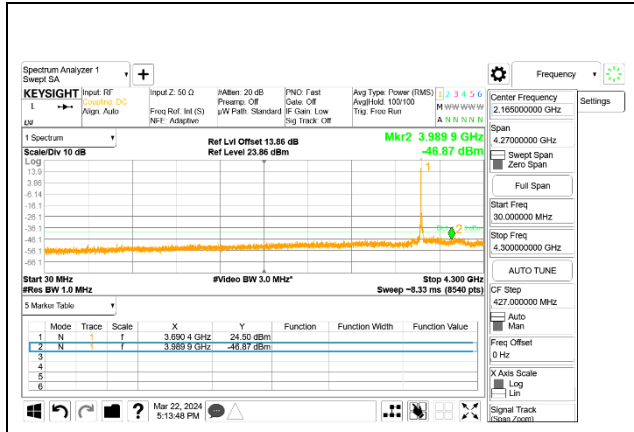 Spectrum Analyzer 1
Swept SA
+
Frequency
Settings
KEYSIGHT
L
Input: RF
Coupling: DC
Align: Auto
Input Z: 50 Ω
Freq Ref: Int (S)
NFE: Adaptive
#Atten: 20 dB
Preamp: Off
µW Path: Standard
PNO: Fast
Gate: Off
IF Gain: Low
Sig Track: Off
Avg Type: Power (RMS)
Avg|Hold: 100/100
Trig: Free Run
1 2 3 4 5 6
M W W W W W
A N N N N N
1 Spectrum
Scale/Div 10 dB
Log
Ref Lvl Offset 13.86 dB
Ref Level 23.86 dBm
Mkr2 3.989 9 GHz
-46.87 dBm
13.9
3.86
-6.14
-16.1
-26.1
-36.1
-46.1
-56.1
-66.1
1
2
Start 30 MHz
#Res BW 1.0 MHz
#Video BW 3.0 MHz*
Stop 4.300 GHz
Sweep ~8.33 ms (8540 pts)
5 Marker Table
Mode Trace Scale X Y Function Function Width Function Value
1 N 1 f 3.690 4 GHz 24.50 dBm
2 N 1 f 3.989 9 GHz -46.87 dBm
3
4
5
6
Center Frequency
2.165000000 GHz
Span
4.27000000 GHz
Swept Span
Zero Span
Full Span
Start Freq
30.000000 MHz
Stop Freq
4.300000000 GHz
AUTO TUNE
CF Step
427.000000 MHz
Auto
Man
Freq Offset
0 Hz
X Axis Scale
Log
Lin
Signal Track
(Span Zoom)
?
Mar 22, 2024
5:13:48 PM